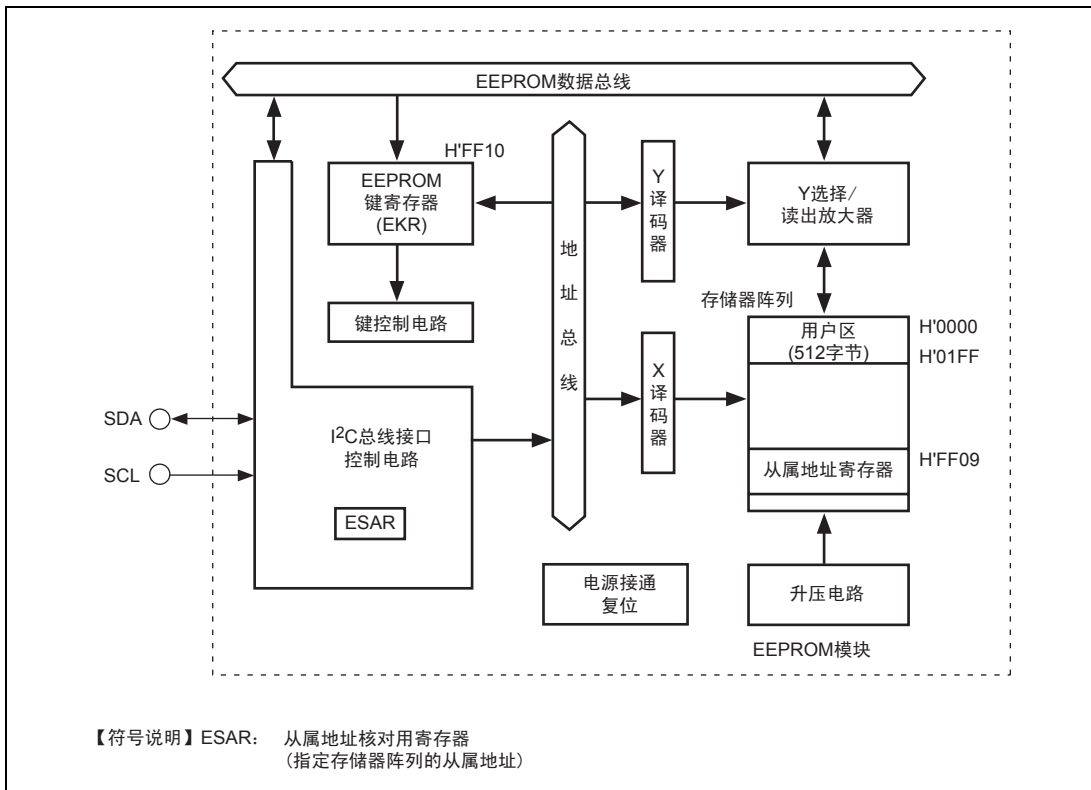 EEPROM数据总线
H'FF10
EEPROM
键寄存器
(EKR)
键控制电路
地址总线
Y译码器
Y选择/
读出放大器
存储器阵列
用户区
(512字节)
H'0000
H'01FF
X译码器
从属地址寄存器
H'FF09
SDA
SCL
I²C总线接口
控制电路
ESAR
电源接通
复位
升压电路
EEPROM模块
【符号说明】ESAR： 从属地址核对用寄存器
(指定存储器阵列的从属地址)